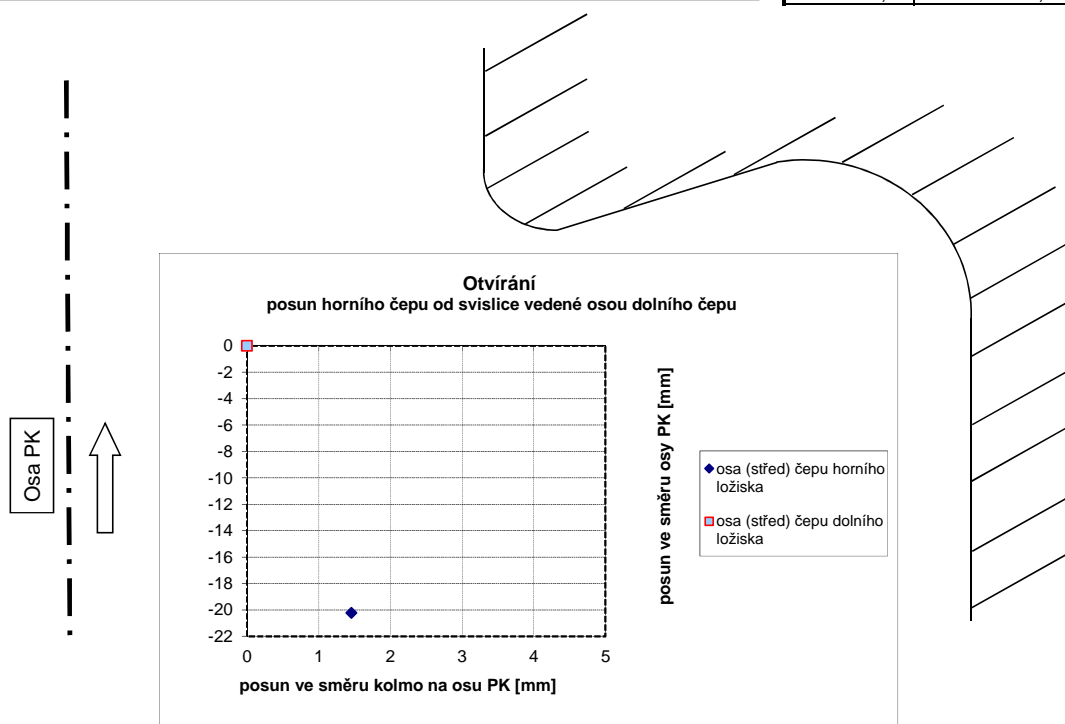 Otvírání
posun horního čepu od svislice vedené osou dolního čepu
0
-2
-4
-6
-8
-10
-12
-14
-16
-18
-20
-22
0 1 2 3 4 5
posun ve směru kolmo na osu PK [mm]
posun ve směru osy PK [mm]
osa (střed) čepu horního
ložiska
osa (střed) čepu dolního
ložiska
Osa PK